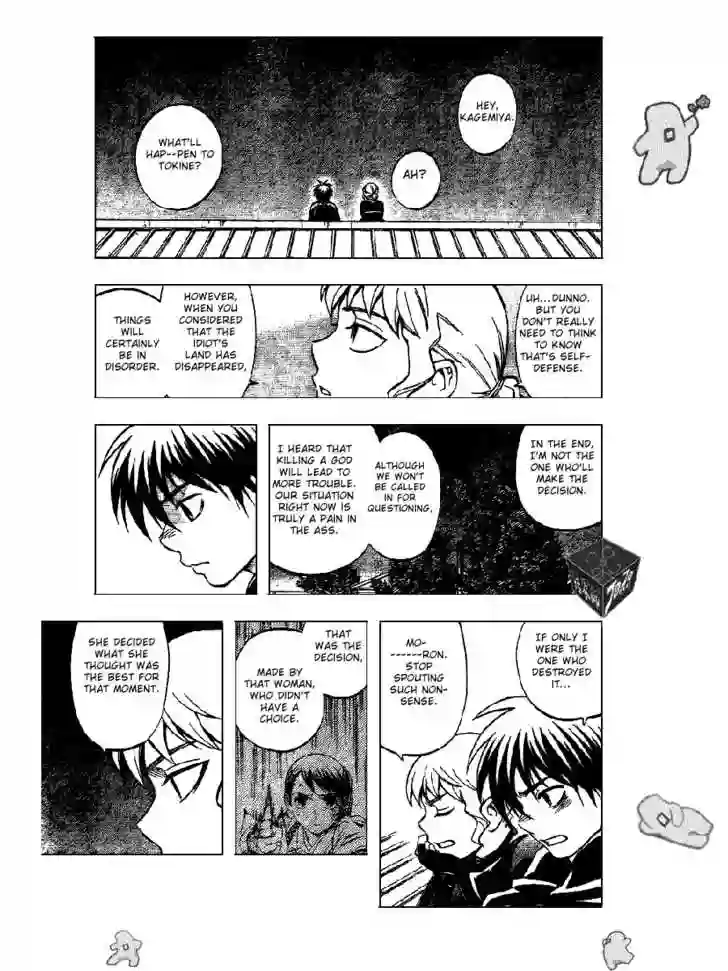 HEY,
KAGEMIYA.
AH?
WHAT'LL
HAP--PEN TO
TOKINE?
UH...DUNNO.
BUT YOU
DON'T REALLY
NEED TO THINK
TO KNOW
THAT'S SELF-
DEFENSE.
HOWEVER,
WHEN YOU
CONSIDERED
THAT THE
IDIOT'S
LAND HAS
DISAPPEARED,
THINGS
WILL
CERTAINLY
BE IN
DISORDER.
IN THE END,
I'M NOT THE
ONE WHO'LL
MAKE THE
DECISION.
ALTHOUGH
WE WON'T
BE CALLED
IN FOR
QUESTIONING,
I HEARD THAT
KILLING A GOD
WILL LEAD TO
MORE TROUBLE.
OUR SITUATION
RIGHT NOW IS
TRULY A PAIN IN
THE ASS.
IF ONLY I
WERE THE
ONE WHO
DESTROYED
IT...
MO-
------RON.
STOP
SPOUTING
SUCH NON-
SENSE.
THAT
WAS THE
DECISION,
MADE BY
THAT WOMAN,
WHO DIDN'T
HAVE A
CHOICE.
SHE DECIDED
WHAT SHE
THOUGHT WAS
THE BEST FOR
THAT MOMENT.